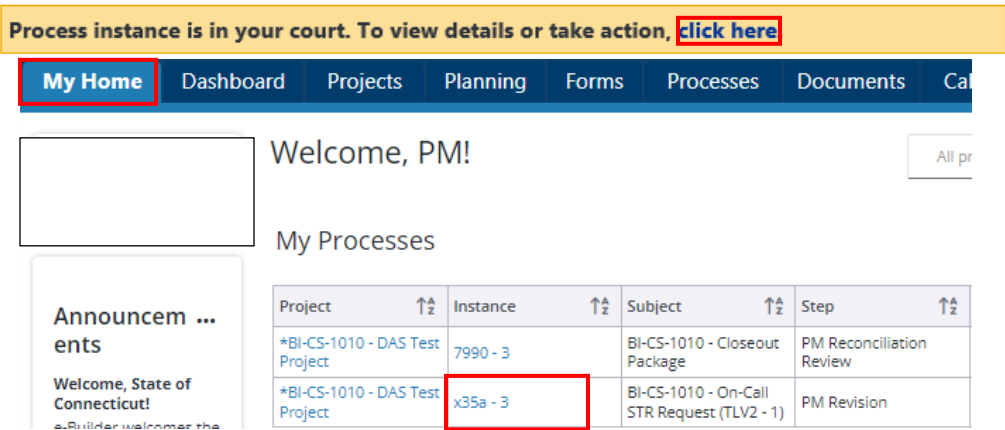 Process instance is in your court. To view details or take action, click here
My Home Dashboard Projects Planning Forms Processes Documents
Welcome, PM!
All
My Processes
Project Instance Subject Step
*BI-CS-1010 - DAS Test
Project
7990 - 3
BI-CS-1010 - Closeout
Package
PM Reconciliation
Review
*BI-CS-1010 - DAS Test
Project
x35a - 3
BI-CS-1010 - On-Call
STR Request (TLV2 - 1)
PM Revision
Announcem ...
ents
Welcome, State of
Connecticut!
e-Builder welcomes the